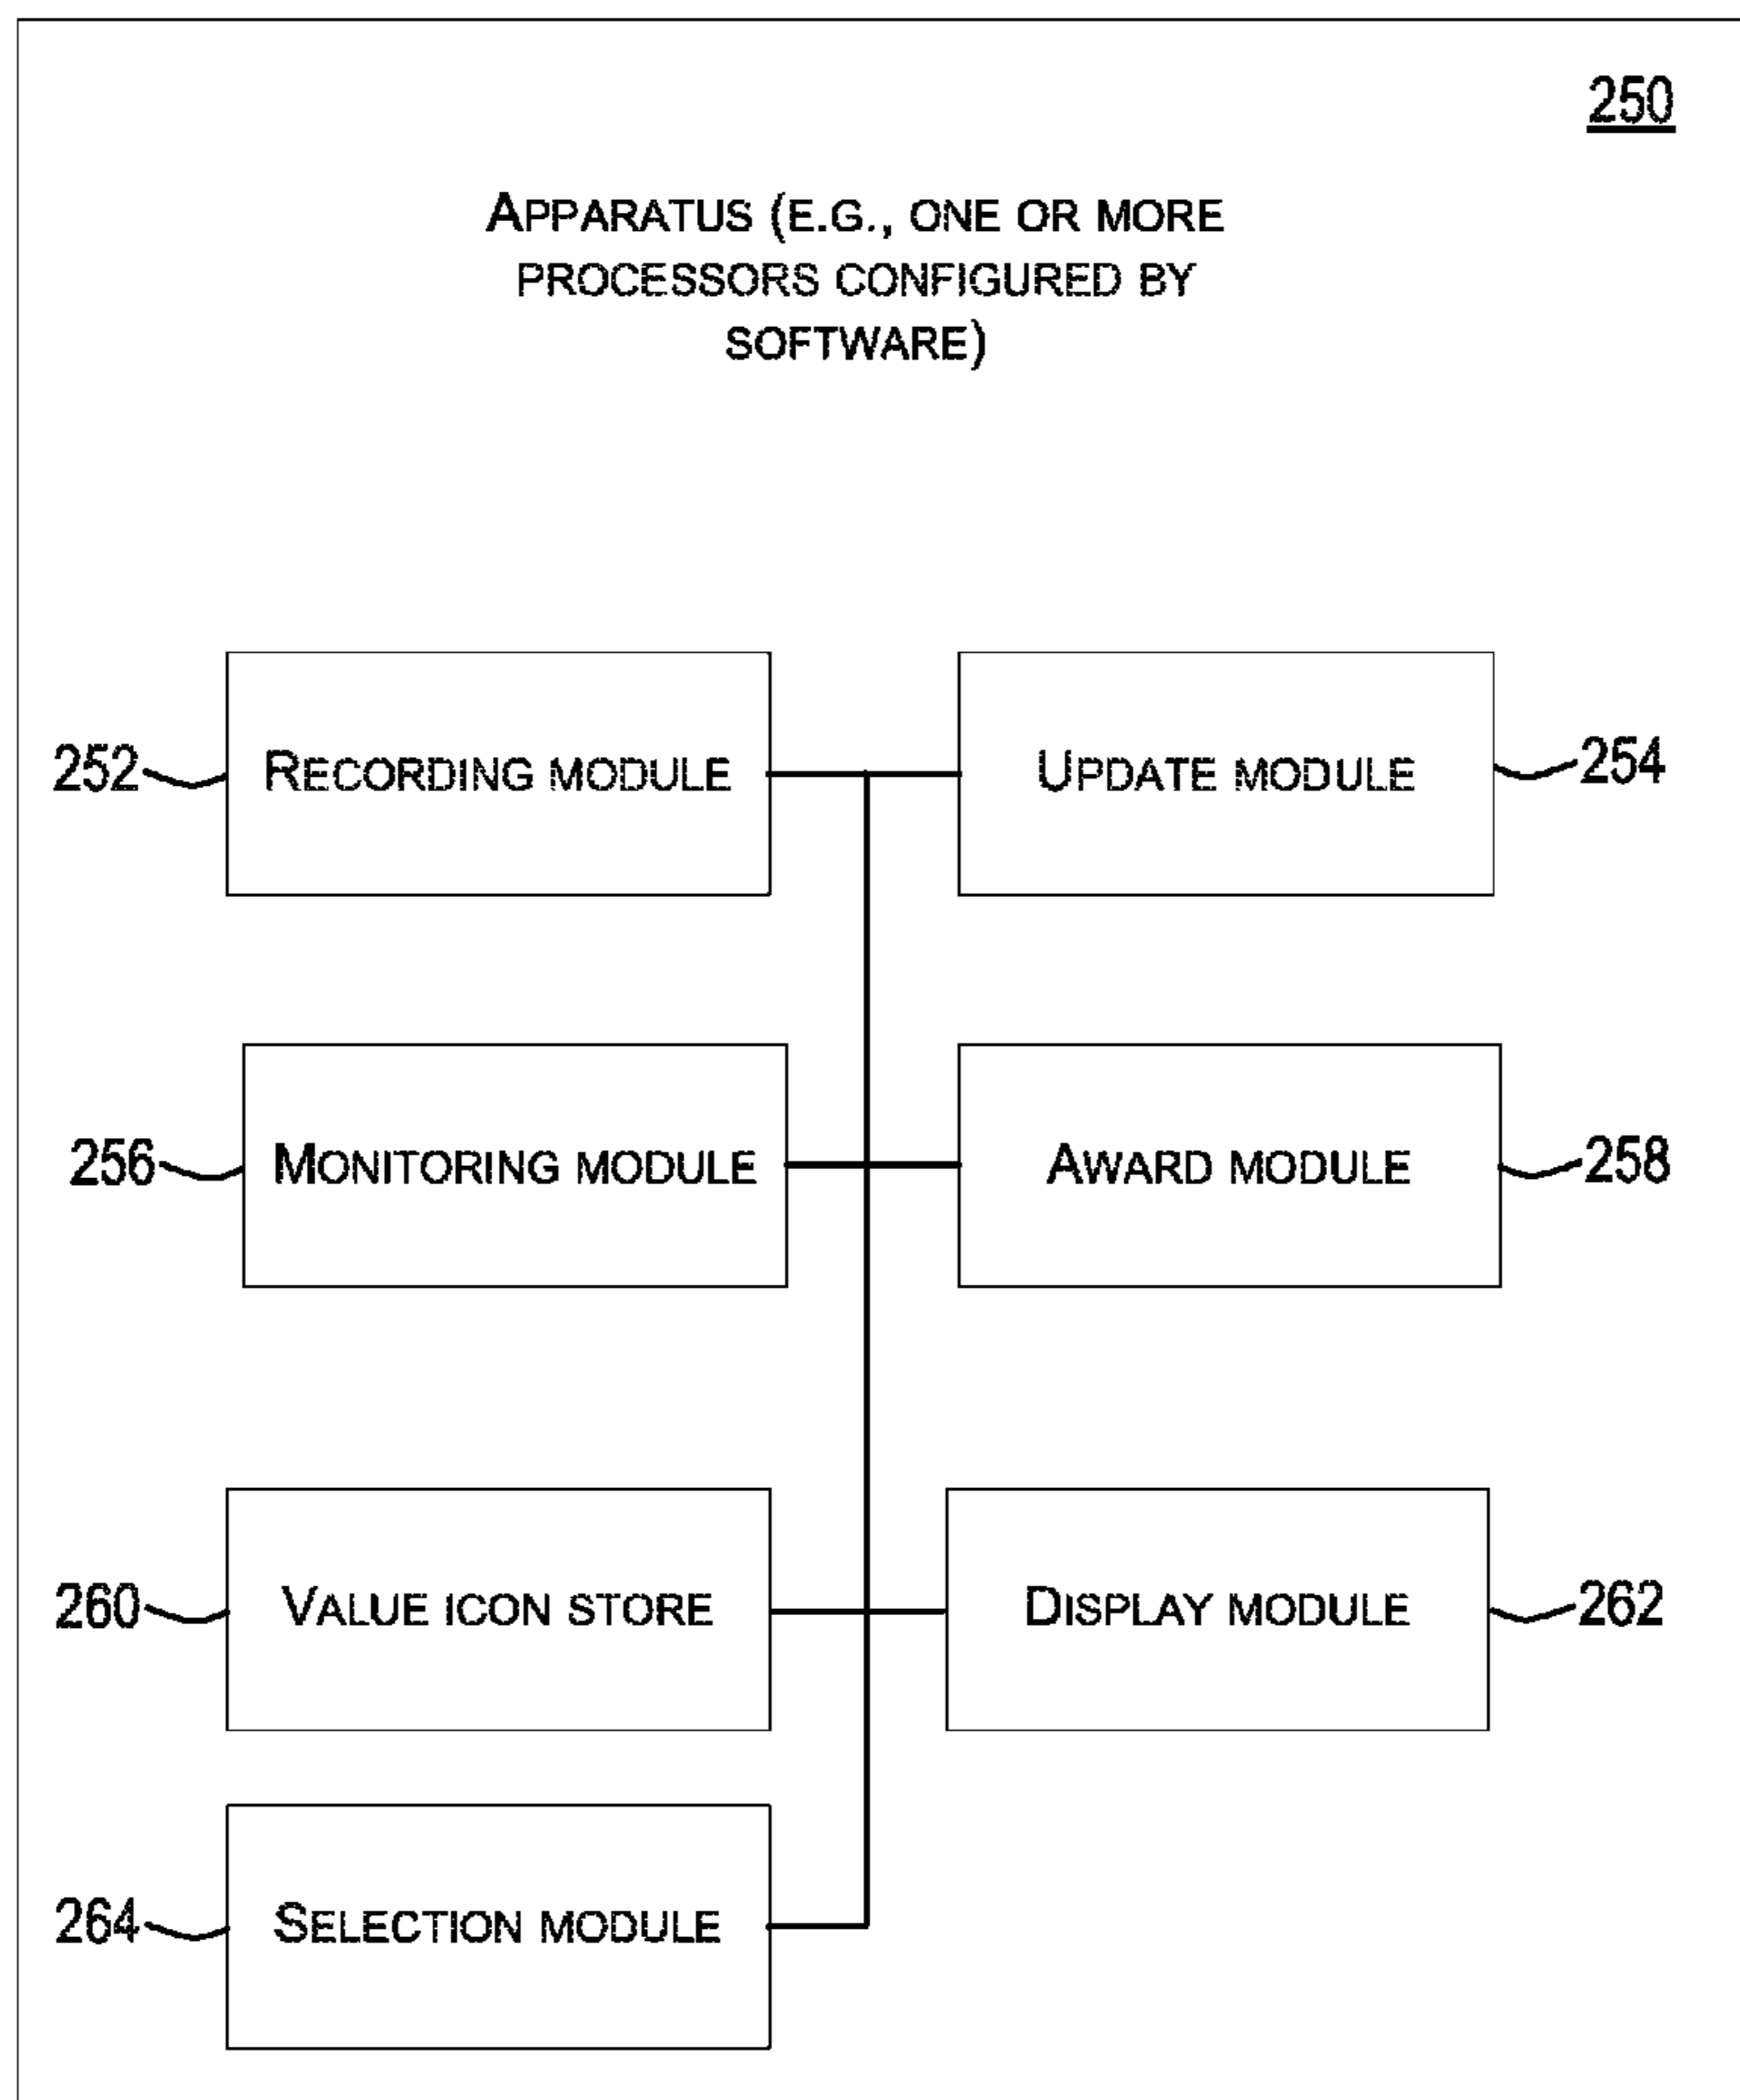 250
APPARATUS (E.G., ONE OR MORE
PROCESSORS CONFIGURED BY
SOFTWARE)
252
RECORDING MODULE
UPDATE MODULE
254
256
MONITORING MODULE
AWARD MODULE
258
260
VALUE ICON STORE
DISPLAY MODULE
262
264
SELECTION MODULE